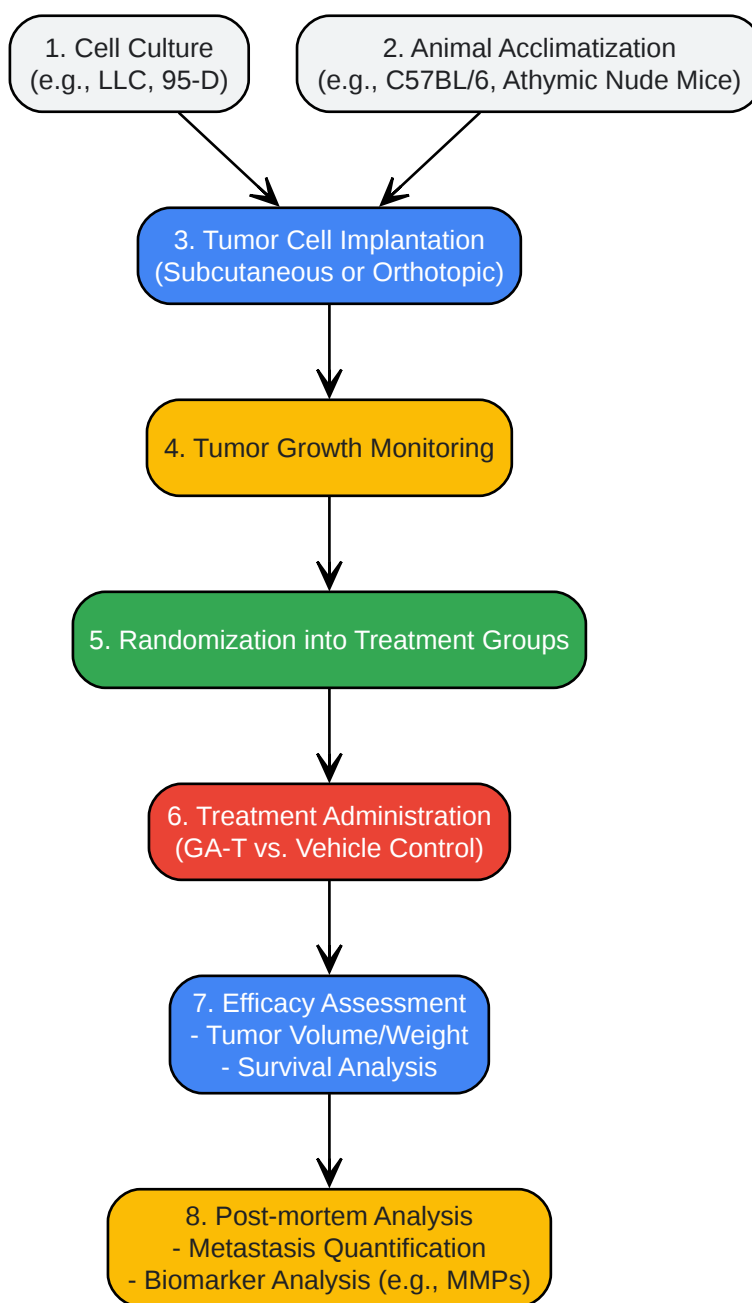 1. Cell Culture
(e.g., LLC, 95-D)
2. Animal Acclimatization
(e.g., C57BL/6, Athymic Nude Mice)
3. Tumor Cell Implantation
(Subcutaneous or Orthotopic)
4. Tumor Growth Monitoring
5. Randomization into Treatment Groups
6. Treatment Administration
(GA-T vs. Vehicle Control)
7. Efficacy Assessment
- Tumor Volume/Weight
- Survival Analysis
8. Post-mortem Analysis
- Metastasis Quantification
- Biomarker Analysis (e.g., MMPs)